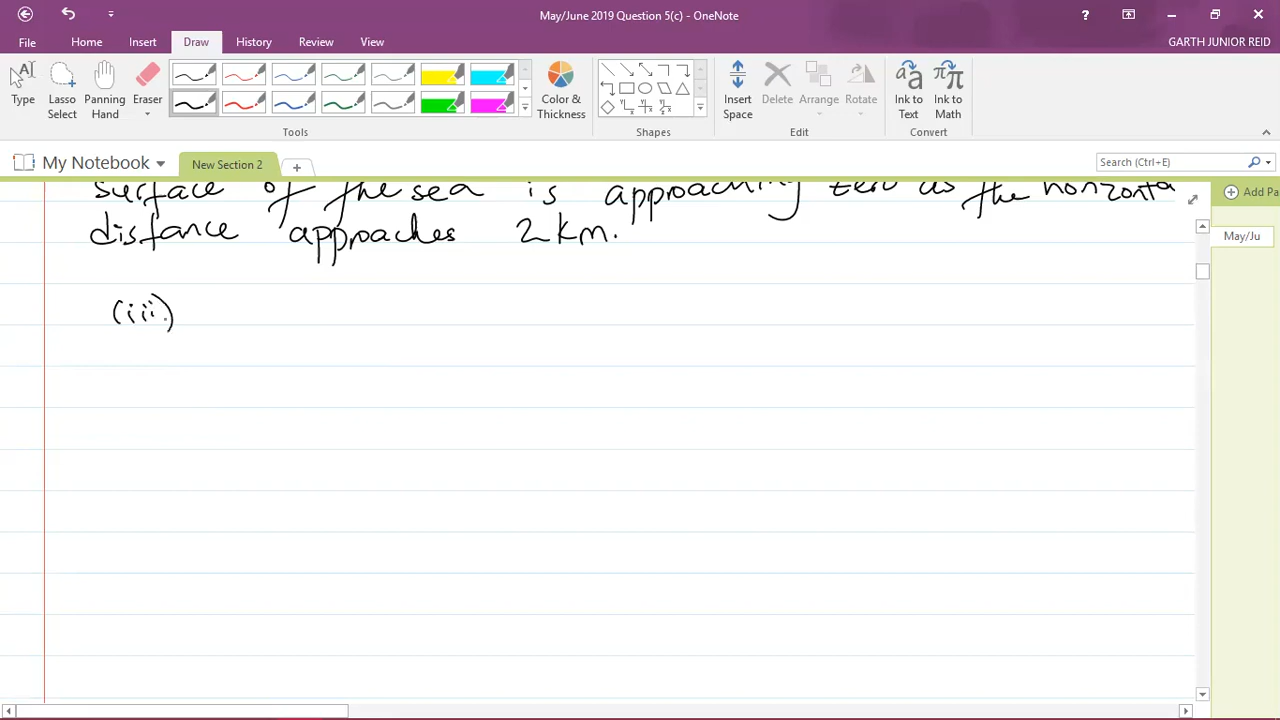 May/June 2019 Question 5(c) - OneNote
File Home Insert Draw History Review View GARTH JUNIOR REID
Type Lasso Select Panning Hand Eraser Color & Thickness Insert Space Delete Arrange Rotate Ink to Text Ink to Math
Tools Shapes Edit Convert
My Notebook New Section 2 Search (Ctrl+E)
surface of the sea is approaching zero as the horizonta
distance approaches 2km.
(iii)
Add Pa
May/Ju